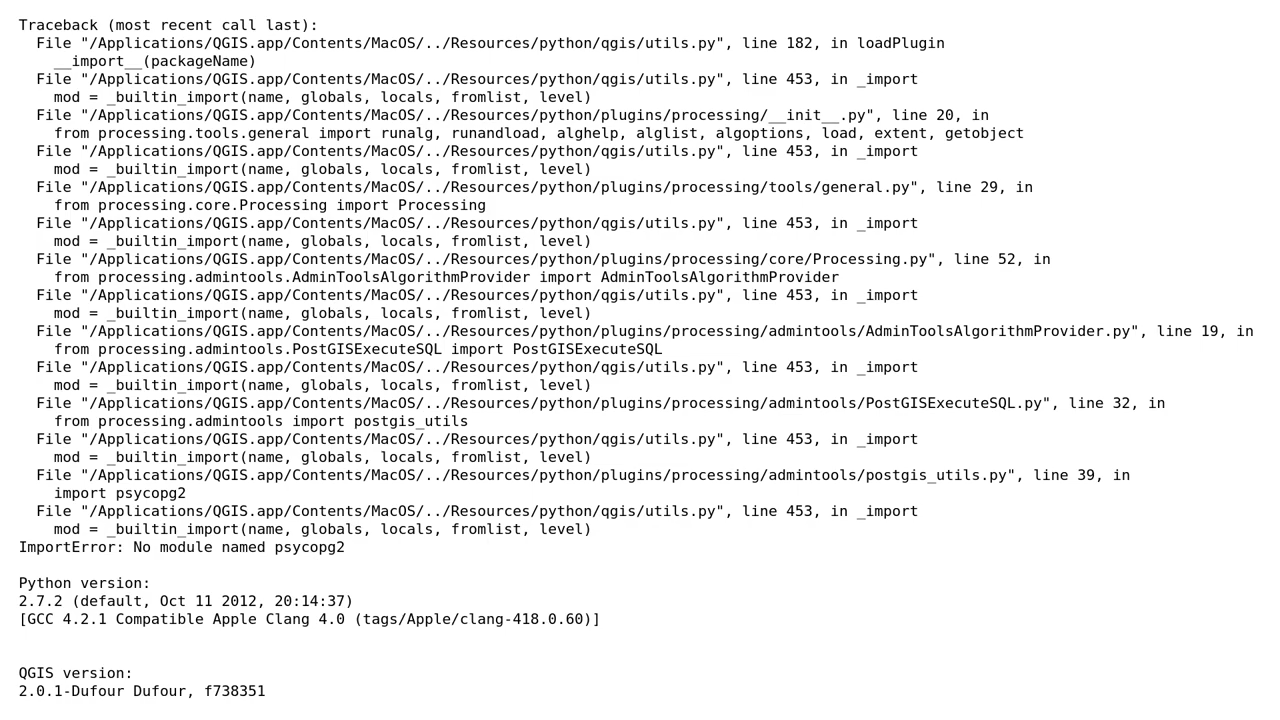 Traceback (most recent call last):
  File "/Applications/QGIS.app/Contents/MacOS/../Resources/python/qgis/utils.py", line 182, in loadPlugin
    __import__(packageName)
  File "/Applications/QGIS.app/Contents/MacOS/../Resources/python/qgis/utils.py", line 453, in _import
    mod = _builtin_import(name, globals, locals, fromlist, level)
  File "/Applications/QGIS.app/Contents/MacOS/../Resources/python/plugins/processing/__init__.py", line 20, in
    from processing.tools.general import runalg, runandload, alghelp, alglist, algoptions, load, extent, getobject
  File "/Applications/QGIS.app/Contents/MacOS/../Resources/python/qgis/utils.py", line 453, in _import
    mod = _builtin_import(name, globals, locals, fromlist, level)
  File "/Applications/QGIS.app/Contents/MacOS/../Resources/python/plugins/processing/tools/general.py", line 29, in
    from processing.core.Processing import Processing
  File "/Applications/QGIS.app/Contents/MacOS/../Resources/python/qgis/utils.py", line 453, in _import
    mod = _builtin_import(name, globals, locals, fromlist, level)
  File "/Applications/QGIS.app/Contents/MacOS/../Resources/python/plugins/processing/core/Processing.py", line 52, in
    from processing.admintools.AdminToolsAlgorithmProvider import AdminToolsAlgorithmProvider
  File "/Applications/QGIS.app/Contents/MacOS/../Resources/python/qgis/utils.py", line 453, in _import
    mod = _builtin_import(name, globals, locals, fromlist, level)
  File "/Applications/QGIS.app/Contents/MacOS/../Resources/python/plugins/processing/admintools/AdminToolsAlgorithmProvider.py", line 19, in
    from processing.admintools.PostGISExecuteSQL import PostGISExecuteSQL
  File "/Applications/QGIS.app/Contents/MacOS/../Resources/python/qgis/utils.py", line 453, in _import
    mod = _builtin_import(name, globals, locals, fromlist, level)
  File "/Applications/QGIS.app/Contents/MacOS/../Resources/python/plugins/processing/admintools/PostGISExecuteSQL.py", line 32, in
    from processing.admintools import postgis_utils
  File "/Applications/QGIS.app/Contents/MacOS/../Resources/python/qgis/utils.py", line 453, in _import
    mod = _builtin_import(name, globals, locals, fromlist, level)
  File "/Applications/QGIS.app/Contents/MacOS/../Resources/python/plugins/processing/admintools/postgis_utils.py", line 39, in
    import psycopg2
  File "/Applications/QGIS.app/Contents/MacOS/../Resources/python/qgis/utils.py", line 453, in _import
    mod = _builtin_import(name, globals, locals, fromlist, level)
ImportError: No module named psycopg2

Python version:
2.7.2 (default, Oct 11 2012, 20:14:37)
[GCC 4.2.1 Compatible Apple Clang 4.0 (tags/Apple/clang-418.0.60)]


QGIS version:
2.0.1-Dufour Dufour, f738351